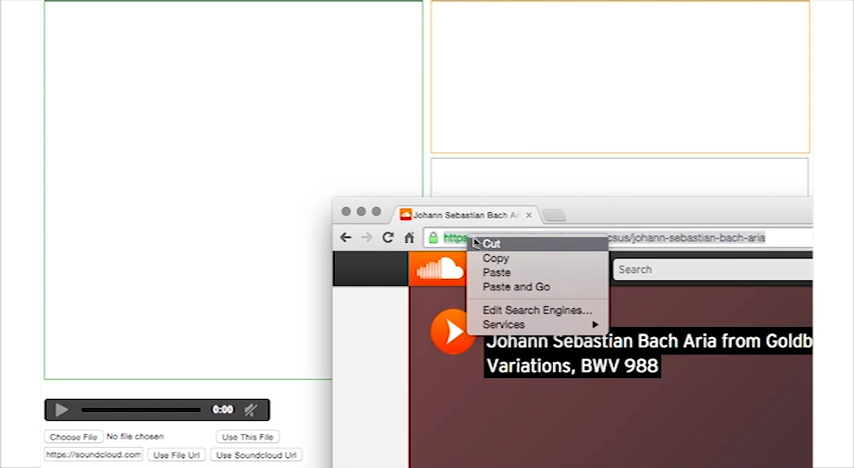 Johann Sebastian Bach Ar
https csus/johann-sebastian-bach-aria
Cut
Copy
Paste
Paste and Go
Edit Search Engines...
Services
Search
Johann Sebastian Bach Aria from Goldb
Variations, BWV 988
0:00
Choose File No file chosen
Use This File
https://soundcloud.com
Use File Url
Use Soundcloud Url